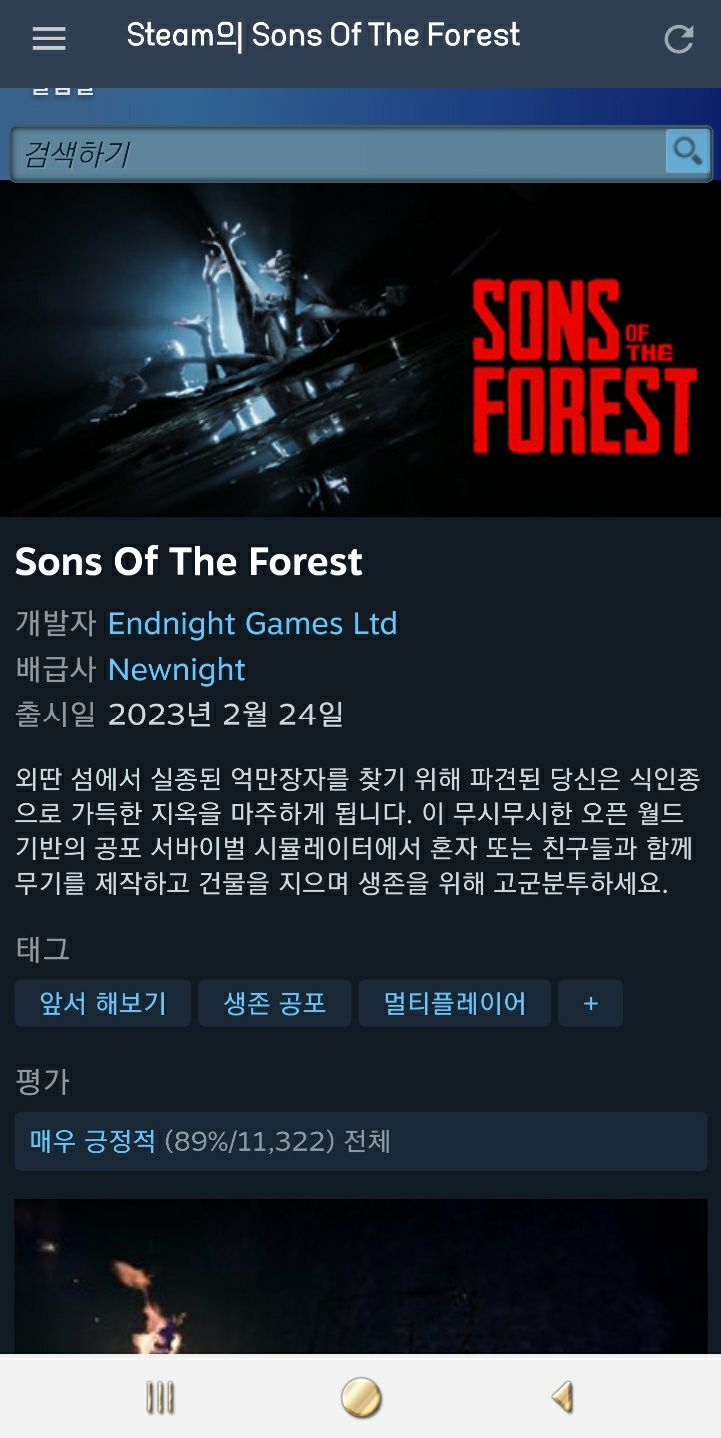 Steam의 Sons Of The Forest
검색하기
SONS
OF
THE
FOREST
Sons Of The Forest
개발자 Endnight Games Ltd
배급사 Newnight
출시일 2023년 2월 24일
외딴 섬에서 실종된 억만장자를 찾기 위해 파견된 당신은 식인종
으로 가득한 지옥을 마주하게 됩니다. 이 무시무시한 오픈 월드
기반의 공포 서바이벌 시뮬레이터에서 혼자 또는 친구들과 함께
무기를 제작하고 건물을 지으며 생존을 위해 고군분투하세요.
태그
앞서 해보기 생존 공포 멀티플레이어 +
평가
매우 긍정적 (89%/11,322) 전체